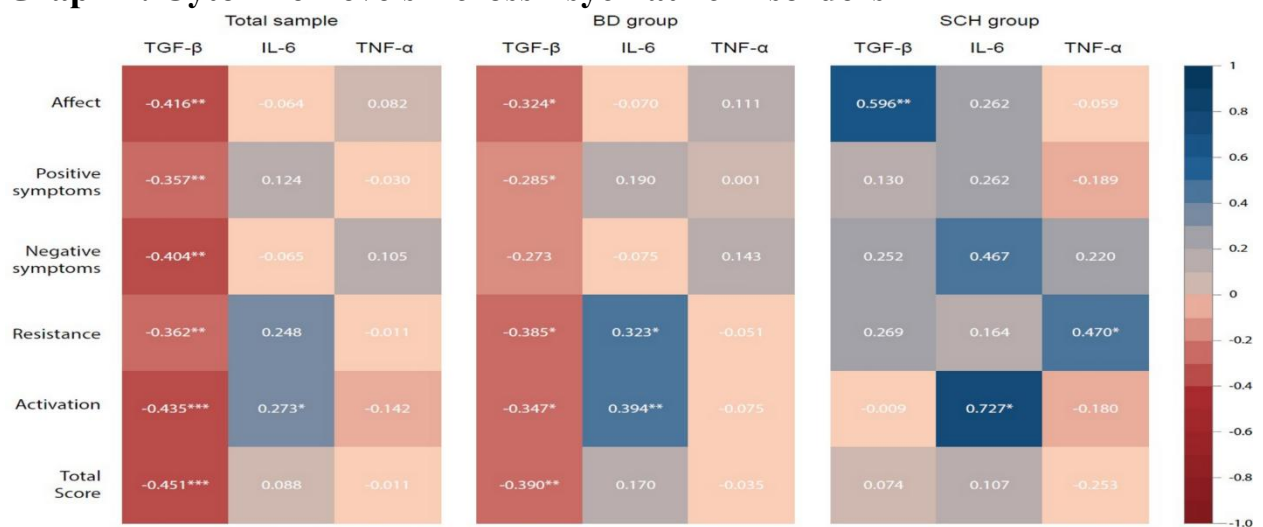 Total sample BD group SCH group
TGF-β IL-6 TNF-α TGF-β IL-6 TNF-α TGF-β IL-6 TNF-α
Affect -0.416** -0.064 0.082 -0.324* -0.070 0.111 0.596** 0.262 -0.059
Positive symptoms -0.357** 0.124 -0.030 -0.285* 0.190 0.001 0.130 0.262 -0.189
Negative symptoms -0.404** -0.065 0.105 -0.273 -0.075 0.143 0.252 0.467 0.220
Resistance -0.362** 0.248 -0.011 -0.385* 0.323* -0.051 0.269 0.164 0.470*
Activation -0.435*** 0.273* -0.142 -0.347* 0.394** -0.075 -0.009 0.727* -0.180
Total Score -0.451*** 0.088 -0.011 -0.390** 0.170 -0.035 0.074 0.107 -0.253
1
0.8
0.6
0.4
0.2
0
-0.2
-0.4
-0.6
-0.8
-1.0